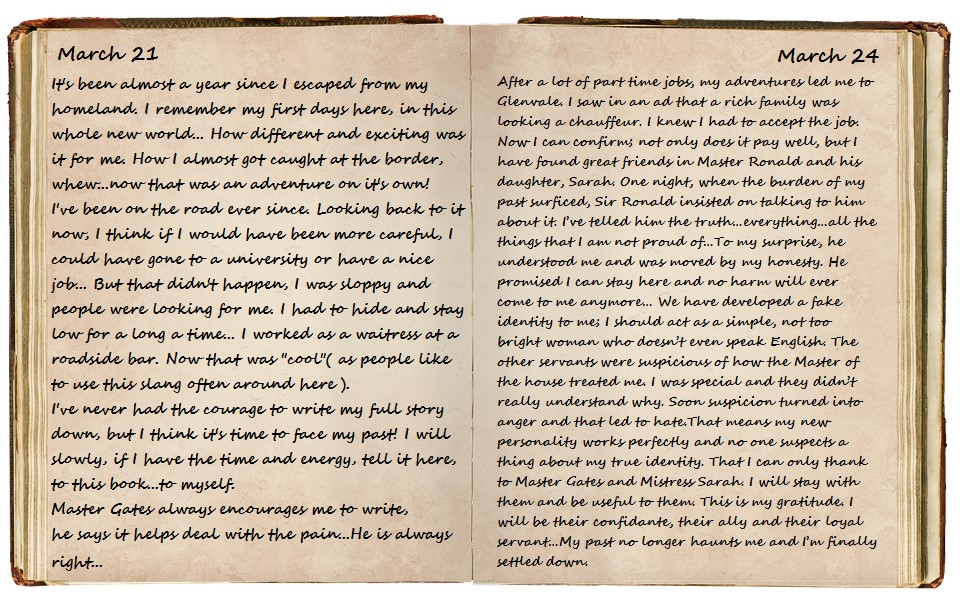 March 21
It's been almost a year since I escaped from my
homeland. I remember my first days here, in this
whole new world... How different and exciting was
it for me. How I almost got caught at the border,
whew...now that was an adventure on it's own!
I've been on the road ever since. Looking back to it
now, I think if I would have been more careful, I
could have gone to a university or have a nice
job... But that didn't happen, I was sloppy and
people were looking for me. I had to hide and stay
low for a long a time... I worked as a waitress at a
roadside bar. Now that was "cool"( as people like
to use this slang often around here ).
I've never had the courage to write my full story
down, but I think it's time to face my past! I will
slowly, if I have the time and energy, tell it here,
to this book...to myself.
Master Gates always encourages me to write,
he says it helps deal with the pain...He is always
right...
March 24
After a lot of part time jobs, my adventures led me to
Glenvale. I saw in an ad that a rich family was
looking a chauffeur. I knew I had to accept the job.
Now I can confirm; not only does it pay well, but I
have found great friends in Master Ronald and his
daughter, Sarah. One night, when the burden of my
past surficed, Sir Ronald insisted on talking to him
about it. I've told him the truth...everything...all the
things that I am not proud of...To my surprise, he
understood me and was moved by my honesty. He
promised I can stay here and no harm will ever
come to me anymore... We have developed a fake
identity to me; I should act as a simple, not too
bright woman who doesn't even speak English. The
other servants were suspicious of how the Master of
the house treated me. I was special and they didn't
really understand why. Soon suspicion turned into
anger and that led to hate.That means my new
personality works perfectly and no one suspects a
thing about my true identity. That I can only thank
to Master Gates and Mistress Sarah. I will stay with
them and be useful to them. This is my gratitude. I
will be their confidante, their ally and their loyal
servant...My past no longer haunts me and I'm finally
settled down.